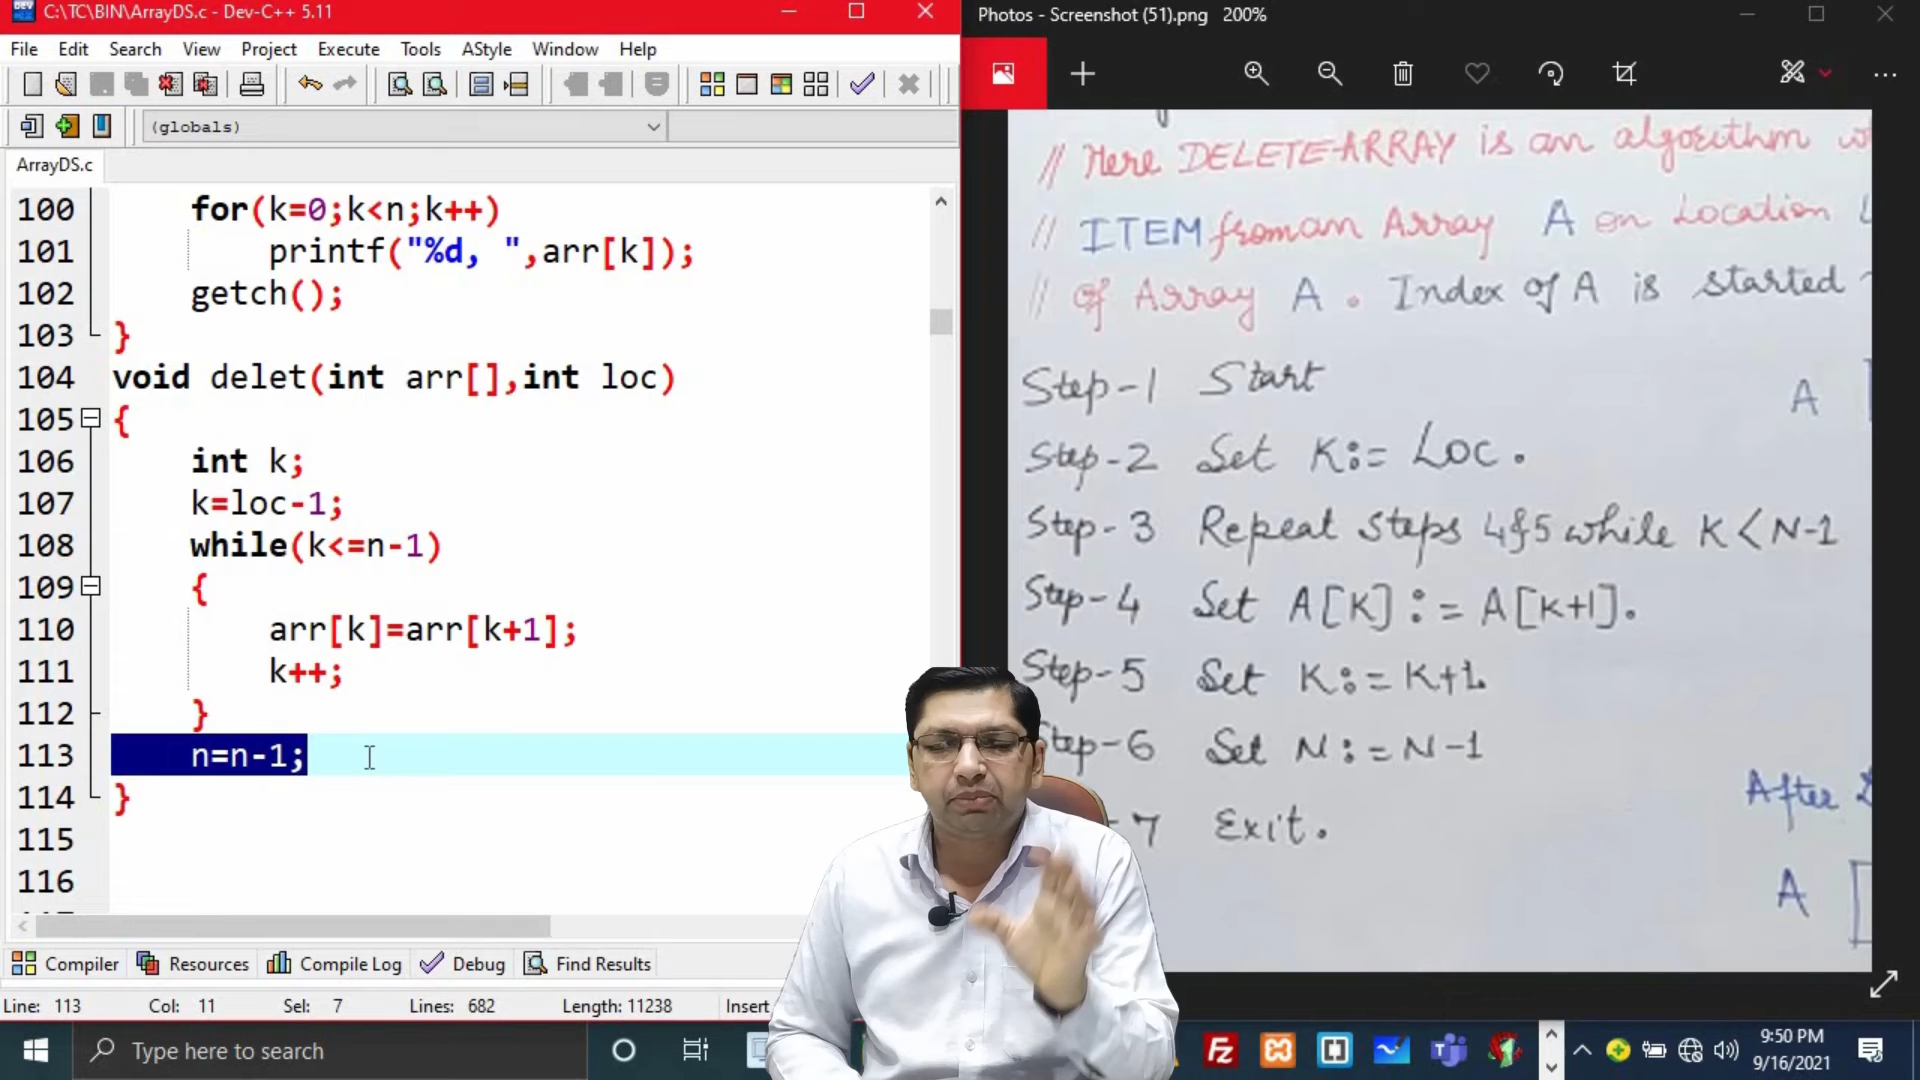 C:\TC\BIN\ArrayDS.c - Dev-C++ 5.11
File Edit Search View Project Execute Tools AStyle Window Help
(globals)
ArrayDS.c
100 for(k=0;k<n;k++)
101 printf("%d, ",arr[k]);
102 getch();
103 }
104 void delet(int arr[],int loc)
105 {
106 int k;
107 k=loc-1;
108 while(k<=n-1)
109 {
110 arr[k]=arr[k+1];
111 k++;
112 }
113 n=n-1;
114 }
115
116
Compiler Resources Compile Log Debug Find Results
Line: 113 Col: 11 Sel: 7 Lines: 682 Length: 11238 Insert
Photos - Screenshot (51).png 200%
// Here DELETE-ARRAY is an algorithm
// ITEM from an Array A on Location
// of Array A . Index of A is started
Step-1 Start
Step-2 Set K:= Loc.
Step-3 Repeat steps 4&5 while K < N-1
Step-4 Set A[K] := A[K+1].
Step-5 Set K:= K+1.
Step-6 Set N:= N-1
-7 Exit.
A
After
A
Type here to search
9:50 PM
9/16/2021